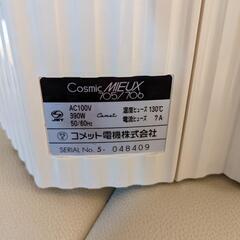 Cosmic MIEUX
705/706
AC100V 温度ヒューズ 130℃
390W Comet 電流ヒューズ 7A
50/60Hz
コメット電機株式会社
SERIAL No. 5- 048409